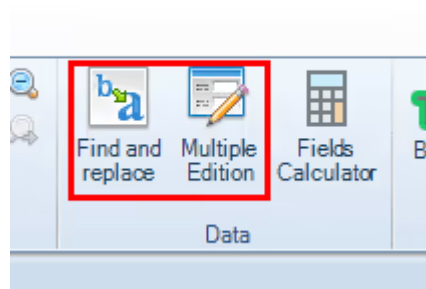 b a
Find and replace
Multiple Edition
Fields Calculator
B
Data